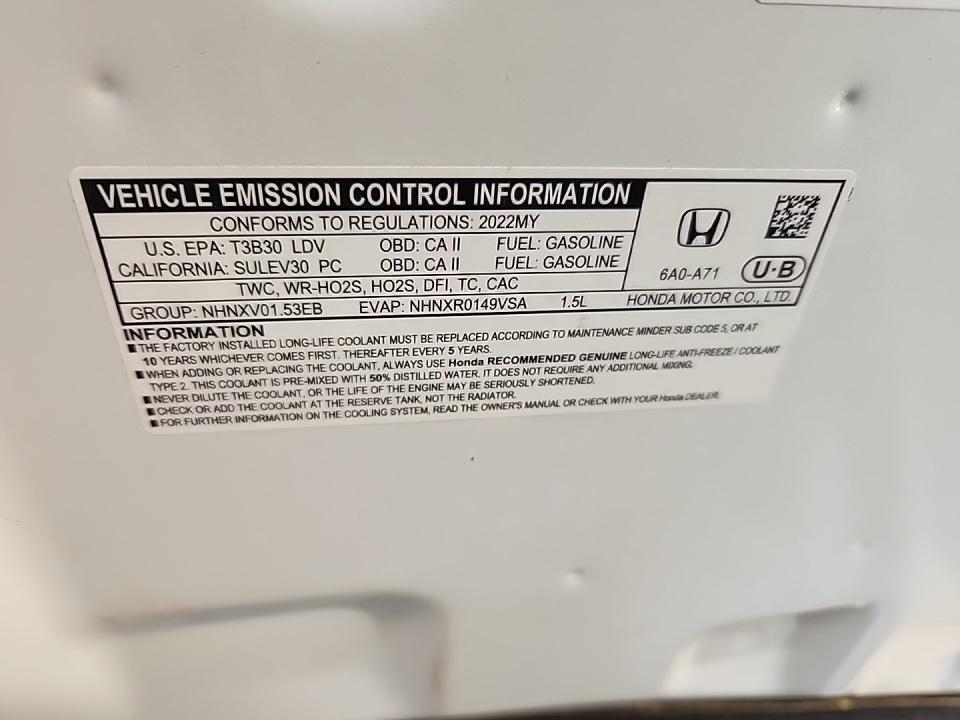 VEHICLE EMISSION CONTROL INFORMATION
CONFORMS TO REGULATIONS: 2022MY
U.S. EPA: T3B30 LDV OBD: CA II FUEL: GASOLINE
CALIFORNIA: SULEV30 PC OBD: CA II FUEL: GASOLINE
TWC, WR-HO2S, HO2S, DFI, TC, CAC
GROUP: NHNXV01.53EB EVAP: NHNXR0149VSA 1.5L
6A0-A71 U·B
HONDA MOTOR CO., LTD.
INFORMATION
■ THE FACTORY INSTALLED LONG-LIFE COOLANT MUST BE REPLACED ACCORDING TO MAINTENANCE MINDER SUB CODE 5, OR AT
10 YEARS WHICHEVER COMES FIRST. THEREAFTER EVERY 5 YEARS.
■ WHEN ADDING OR REPLACING THE COOLANT, ALWAYS USE Honda RECOMMENDED GENUINE LONG-LIFE ANTI-FREEZE / COOLANT
TYPE 2. THIS COOLANT IS PRE-MIXED WITH 50% DISTILLED WATER. IT DOES NOT REQUIRE ANY ADDITIONAL MIXING.
■ NEVER DILUTE THE COOLANT, OR THE LIFE OF THE ENGINE MAY BE SERIOUSLY SHORTENED.
■ CHECK OR ADD THE COOLANT AT THE RESERVE TANK, NOT THE RADIATOR.
■ FOR FURTHER INFORMATION ON THE COOLING SYSTEM, READ THE OWNER'S MANUAL OR CHECK WITH YOUR Honda DEALER.